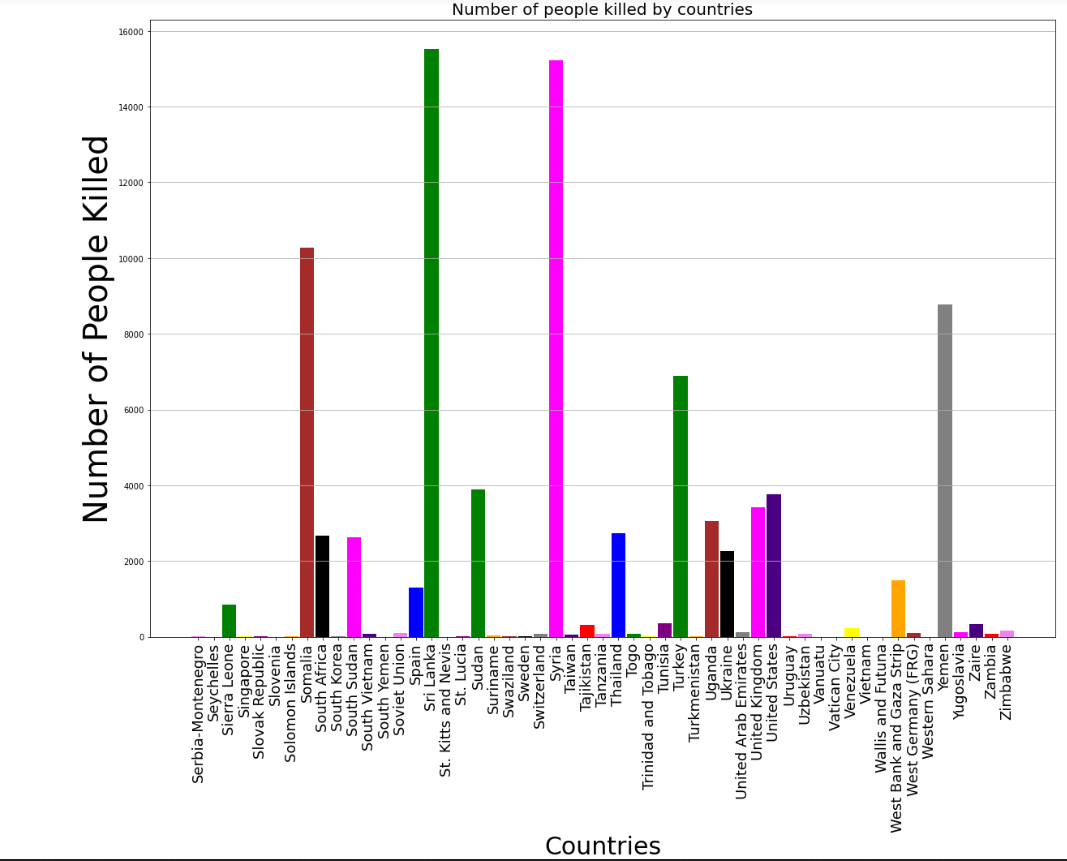 Number of people killed by countries
Number of People Killed
16000
14000
12000
10000
8000
6000
4000
2000
0
Serbia-Montenegro
Seychelles
Sierra Leone
Singapore
Slovak Republic
Slovenia
Solomon Islands
Somalia
South Africa
South Korea
South Sudan
South Vietnam
South Yemen
Soviet Union
Spain
Sri Lanka
St. Kitts and Nevis
St. Lucia
Sudan
Suriname
Swaziland
Sweden
Switzerland
Syria
Taiwan
Tajikistan
Tanzania
Thailand
Togo
Trinidad and Tobago
Tunisia
Turkey
Turkmenistan
Uganda
Ukraine
United Arab Emirates
United Kingdom
United States
Uruguay
Uzbekistan
Vanuatu
Vatican City
Venezuela
Vietnam
Wallis and Futuna
West Bank and Gaza Strip
West Germany (FRG)
Western Sahara
Yemen
Yugoslavia
Zaire
Zambia
Zimbabwe
Countries